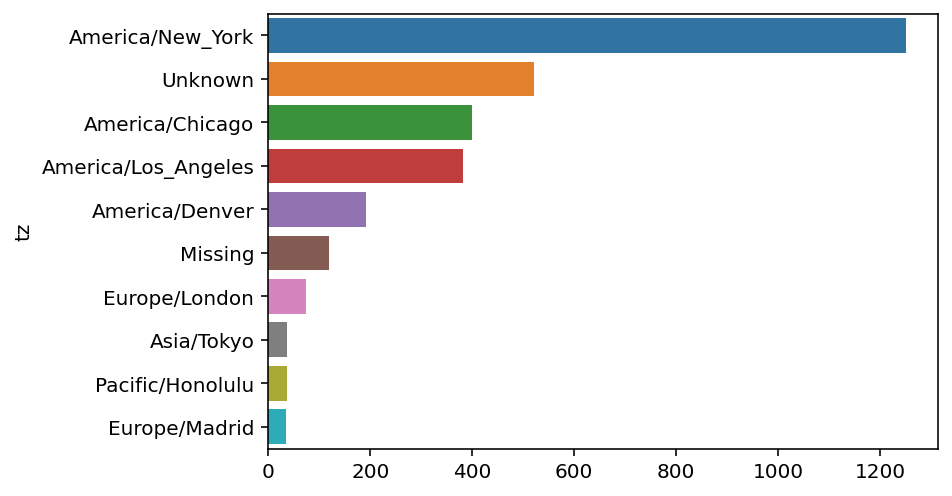 America/New_York
Unknown
America/Chicago
America/Los_Angeles
America/Denver
Missing
Europe/London
Asia/Tokyo
Pacific/Honolulu
Europe/Madrid
tz
0 200 400 600 800 1000 1200